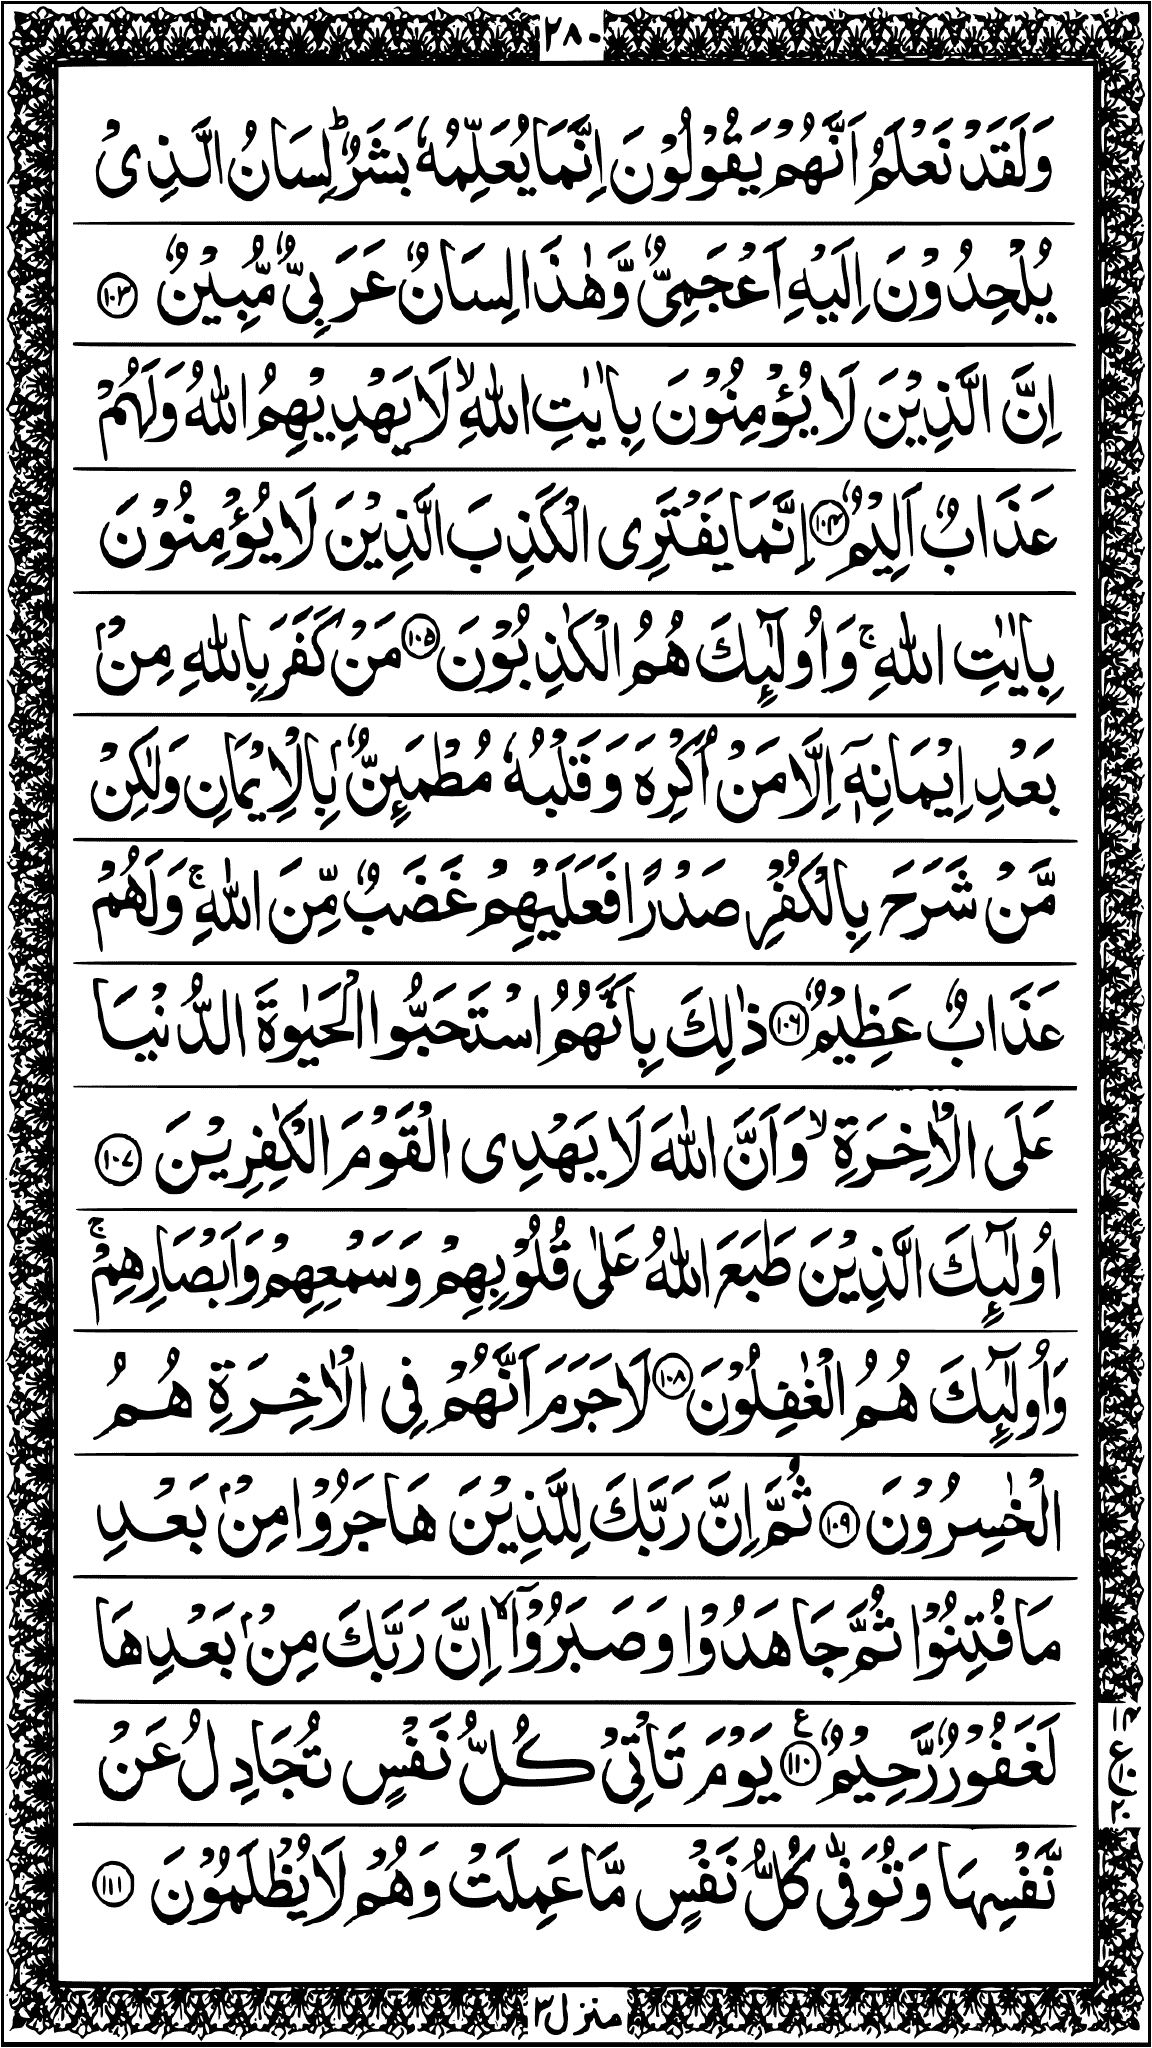 ٢٨٠
وَلَقَدْ نَعْلَمُ اَنَّهُمْ يَقُوْلُوْنَ اِنَّمَا يُعَلِّمُهٗ بَشَرٌ ؕ لِسَانُ الَّذِىْ
يُلْحِدُوْنَ اِلَيْهِ اَعْجَمِىٌّ وَّهٰذَا لِسَانٌ عَرَبِىٌّ مُّبِيْنٌ ﴿١٠٣﴾
اِنَّ الَّذِيْنَ لَا يُؤْمِنُوْنَ بِاٰيٰتِ اللّٰهِ ۙ لَا يَهْدِيْهِمُ اللّٰهُ وَلَهُمْ
عَذَابٌ اَلِيْمٌ ﴿١٠٤﴾ اِنَّمَا يَفْتَرِى الْكَذِبَ الَّذِيْنَ لَا يُؤْمِنُوْنَ
بِاٰيٰتِ اللّٰهِ ۚ وَاُولٰٓئِكَ هُمُ الْكٰذِبُوْنَ ﴿١٠٥﴾ مَنْ كَفَرَ بِاللّٰهِ مِنْۢ
بَعْدِ اِيْمَانِهٖۤ اِلَّا مَنْ اُكْرِهَ وَقَلْبُهٗ مُطْمَئِنٌّۢ بِالْاِيْمَانِ وَلٰكِنْ
مَّنْ شَرَحَ بِالْكُفْرِ صَدْرًا فَعَلَيْهِمْ غَضَبٌ مِّنَ اللّٰهِ ۚ وَلَهُمْ
عَذَابٌ عَظِيْمٌ ﴿١٠٦﴾ ذٰلِكَ بِاَنَّهُمُ اسْتَحَبُّوا الْحَيٰوةَ الدُّنْيَا
عَلَى الْاٰخِرَةِ ۙ وَاَنَّ اللّٰهَ لَا يَهْدِى الْقَوْمَ الْكٰفِرِيْنَ ﴿١٠٧﴾
اُولٰٓئِكَ الَّذِيْنَ طَبَعَ اللّٰهُ عَلٰى قُلُوْبِهِمْ وَسَمْعِهِمْ وَاَبْصَارِهِمْ ۚ
وَاُولٰٓئِكَ هُمُ الْغٰفِلُوْنَ ﴿١٠٨﴾ لَا جَرَمَ اَنَّهُمْ فِى الْاٰخِرَةِ هُمُ
الْخٰسِرُوْنَ ﴿١٠٩﴾ ثُمَّ اِنَّ رَبَّكَ لِلَّذِيْنَ هَاجَرُوْا مِنْۢ بَعْدِ
مَا فُتِنُوْا ثُمَّ جَاهَدُوْا وَصَبَرُوْۤا ۙ اِنَّ رَبَّكَ مِنْۢ بَعْدِهَا
لَغَفُوْرٌ رَّحِيْمٌ ﴿١١٠﴾ ع يَوْمَ تَاْتِىْ كُلُّ نَفْسٍ تُجَادِلُ عَنْ
نَّفْسِهَا وَتُوَفّٰى كُلُّ نَفْسٍ مَّا عَمِلَتْ وَهُمْ لَا يُظْلَمُوْنَ ﴿١١١﴾
منزل ٣